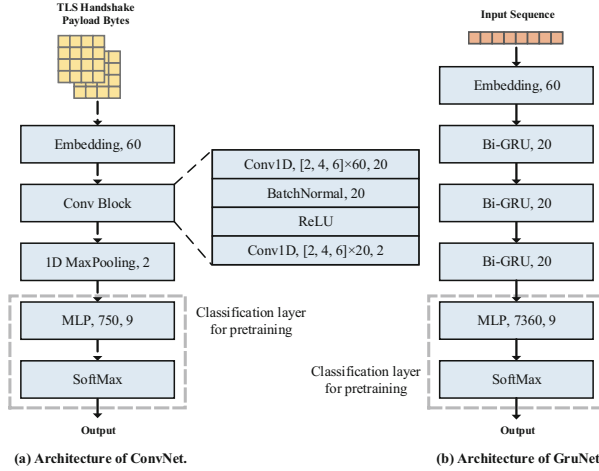 TLS Handshake
Payload Bytes
Embedding, 60
Conv Block
1D MaxPooling, 2
MLP, 750, 9
SoftMax
Output
Classification layer
for pretraining
(a) Architecture of ConvNet.
Conv1D, [2, 4, 6]×60, 20
BatchNormal, 20
ReLU
Conv1D, [2, 4, 6]×20, 2
Input Sequence
Embedding, 60
Bi-GRU, 20
Bi-GRU, 20
Bi-GRU, 20
MLP, 7360, 9
SoftMax
Classification layer
for pretraining
Output
(b) Architecture of GruNet